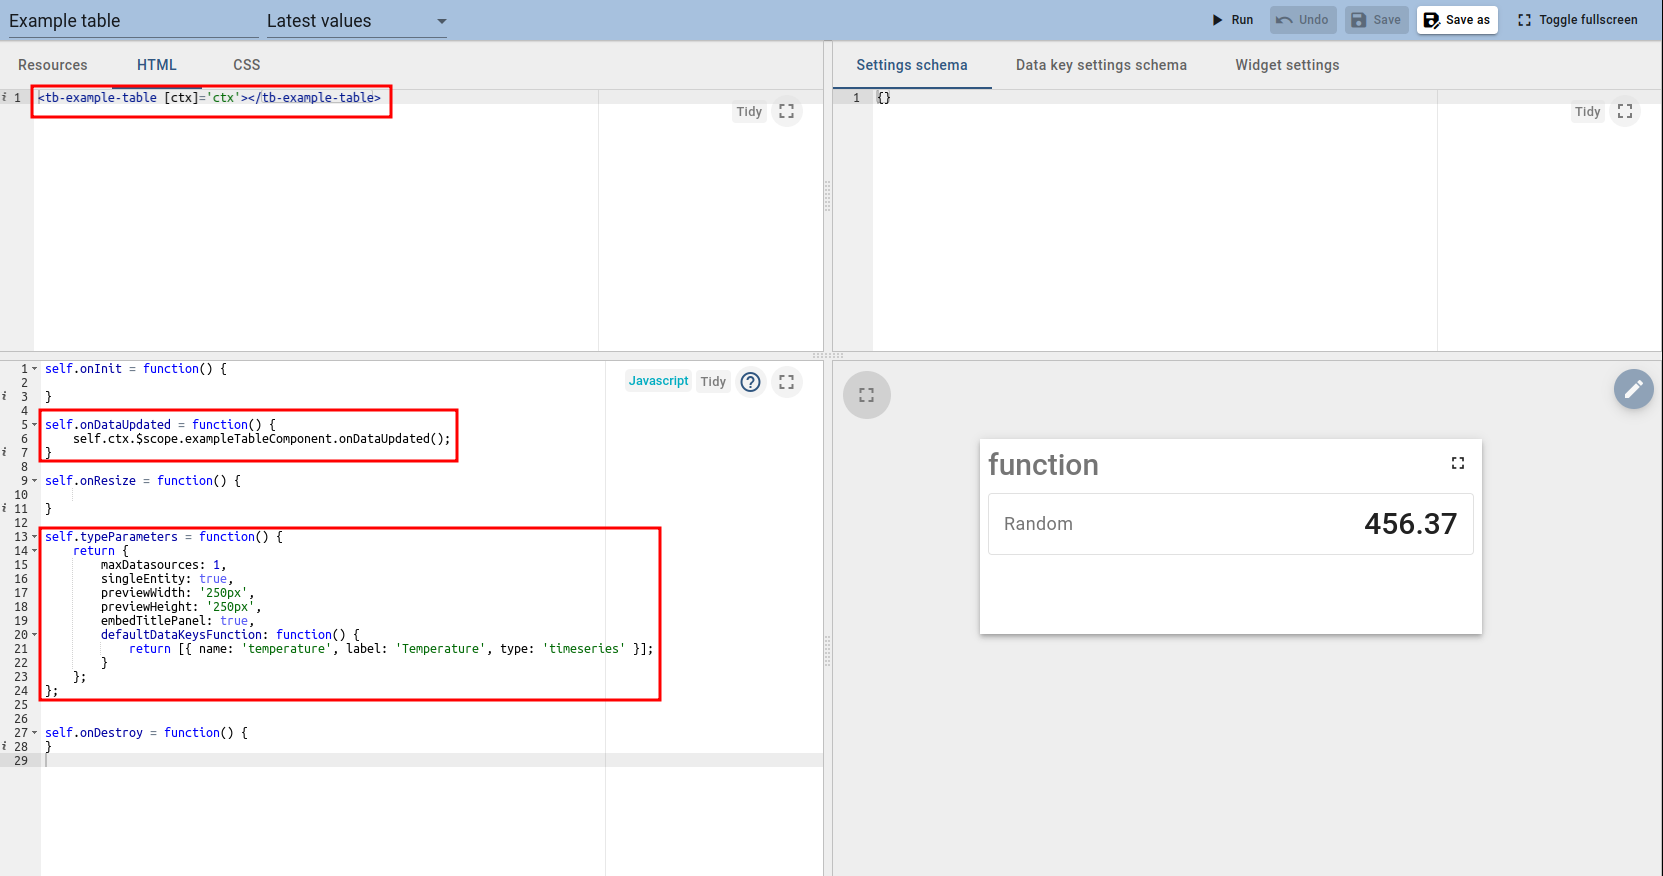 Example table
Latest values
Run
Undo
Save
Save as
Toggle fullscreen
Resources
HTML
CSS
Settings schema
Data key settings schema
Widget settings
i 1 <tb-example-table [ctx]='ctx'></tb-example-table>
Tidy
1 {}
Tidy
1 self.onInit = function() {
2
i 3 }
4
5 self.onDataUpdated = function() {
6     self.ctx.$scope.exampleTableComponent.onDataUpdated();
i 7 }
8
9 self.onResize = function() {
10
i 11 }
12
13 self.typeParameters = function() {
14     return {
15         maxDatasources: 1,
16         singleEntity: true,
17         previewWidth: '250px',
18         previewHeight: '250px',
19         embedTitlePanel: true,
20         defaultDataKeysFunction: function() {
21             return [{ name: 'temperature', label: 'Temperature', type: 'timeseries' }];
22         }
23     };
24 };
25
26
27 self.onDestroy = function() {
i 28 }
29
Javascript
Tidy
?
function
Random
456.37